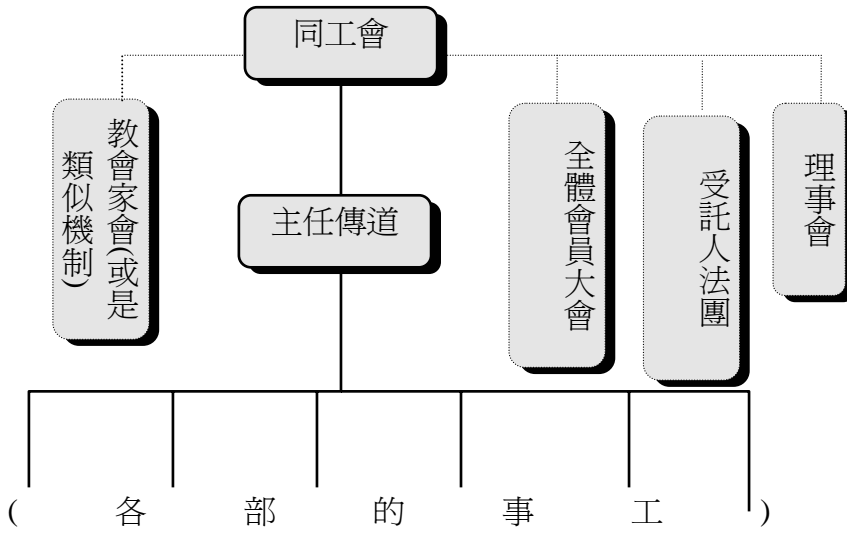 同工會
教會家會(或是
類似機制)
主任傳道
全體會員大會
受託人法團
理事會
( 各 部 的 事 工 )